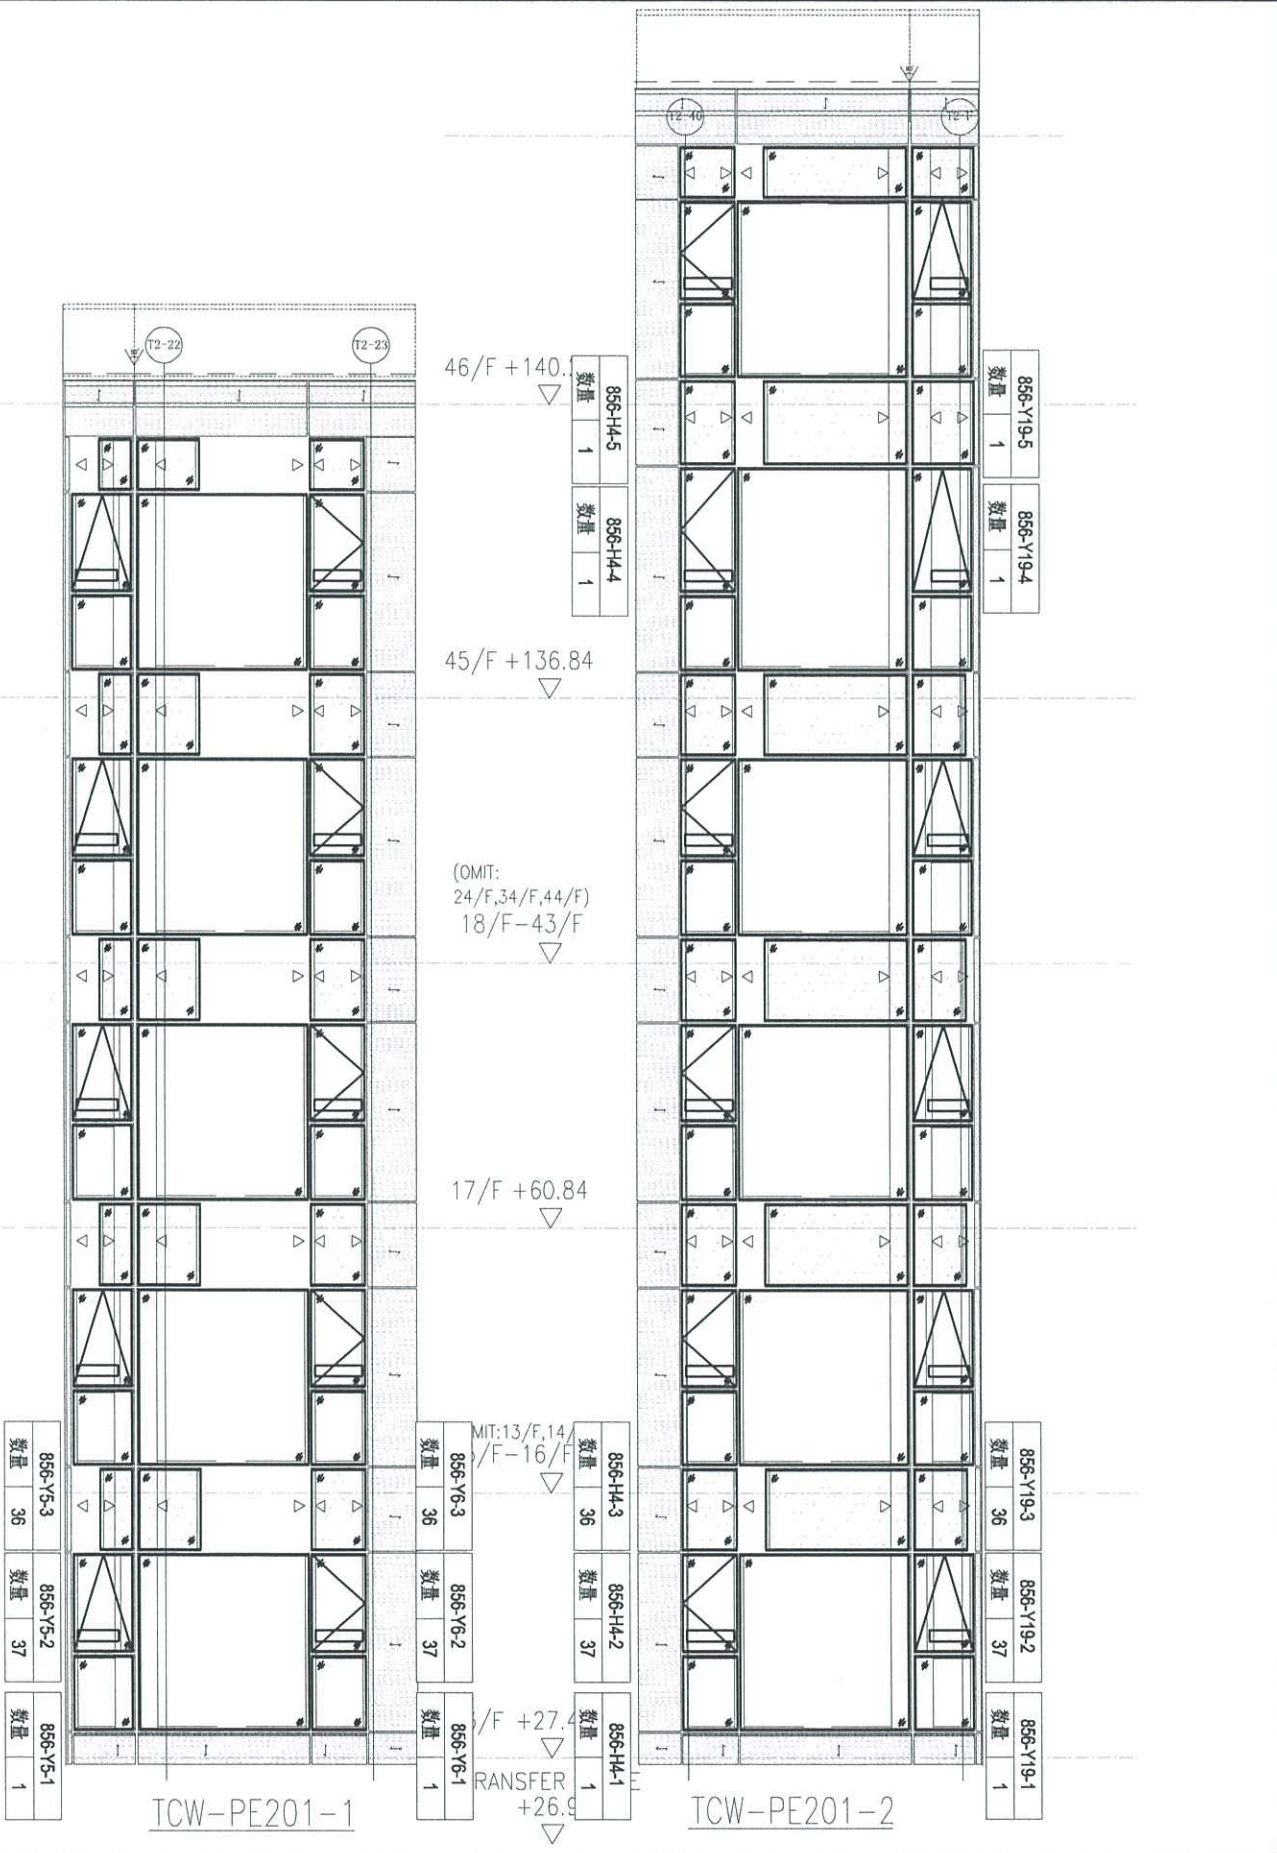 T2-40
T2-22
T2-23
46/F +140.
856-H4-5
数量 1
856-Y19-5
数量 1
856-H4-4
数量 1
856-Y19-4
数量 1
45/F +136.84
(OMIT:
24/F,34/F,44/F)
18/F-43/F
17/F +60.84
MIT:13/F,14/
/F-16/F
856-Y5-3
数量 36
856-Y6-3
数量 36
856-H4-3
数量 36
856-Y19-3
数量 36
856-Y5-2
数量 37
856-Y6-2
数量 37
856-H4-2
数量 37
856-Y19-2
数量 37
856-Y5-1
数量 1
856-Y6-1
数量 1
856-H4-1
数量 1
856-Y19-1
数量 1
/F +27.4
RANSFER
+26.9
TCW-PE201-1
TCW-PE201-2